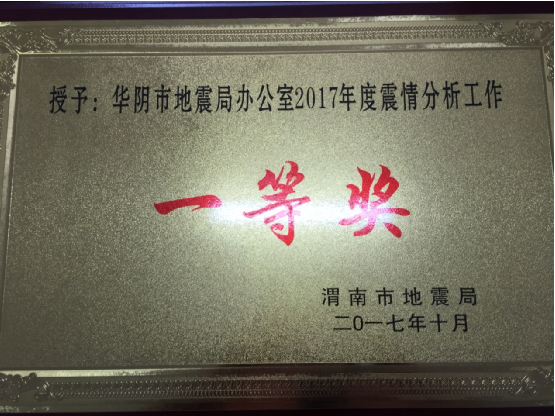 授予：华阴市地震局办公室2017年度震情分析工作
一等奖
渭南市地震局
二〇一七年十月